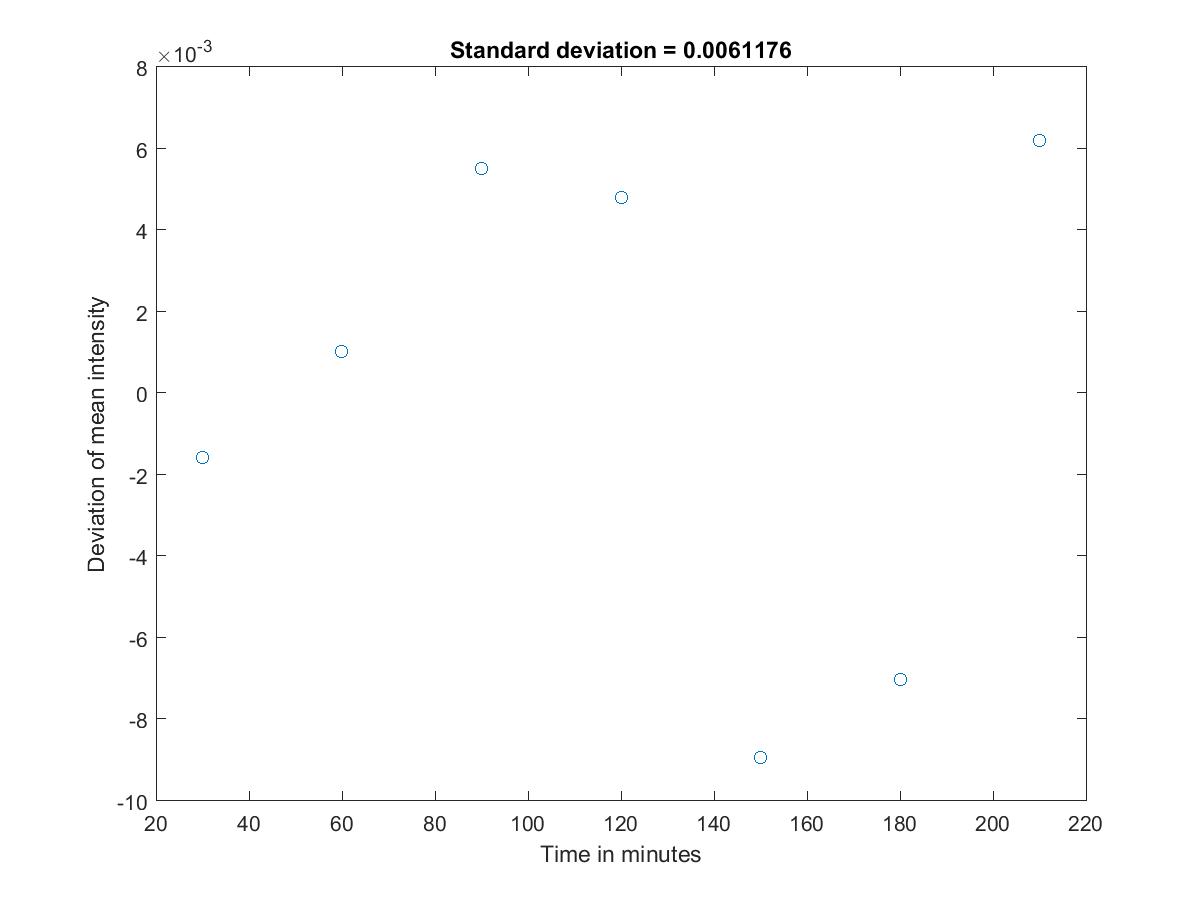 Standard deviation = 0.0061176
×10⁻³
8
6
4
2
0
-2
-4
-6
-8
-10
Deviation of mean intensity
20 40 60 80 100 120 140 160 180 200 220
Time in minutes